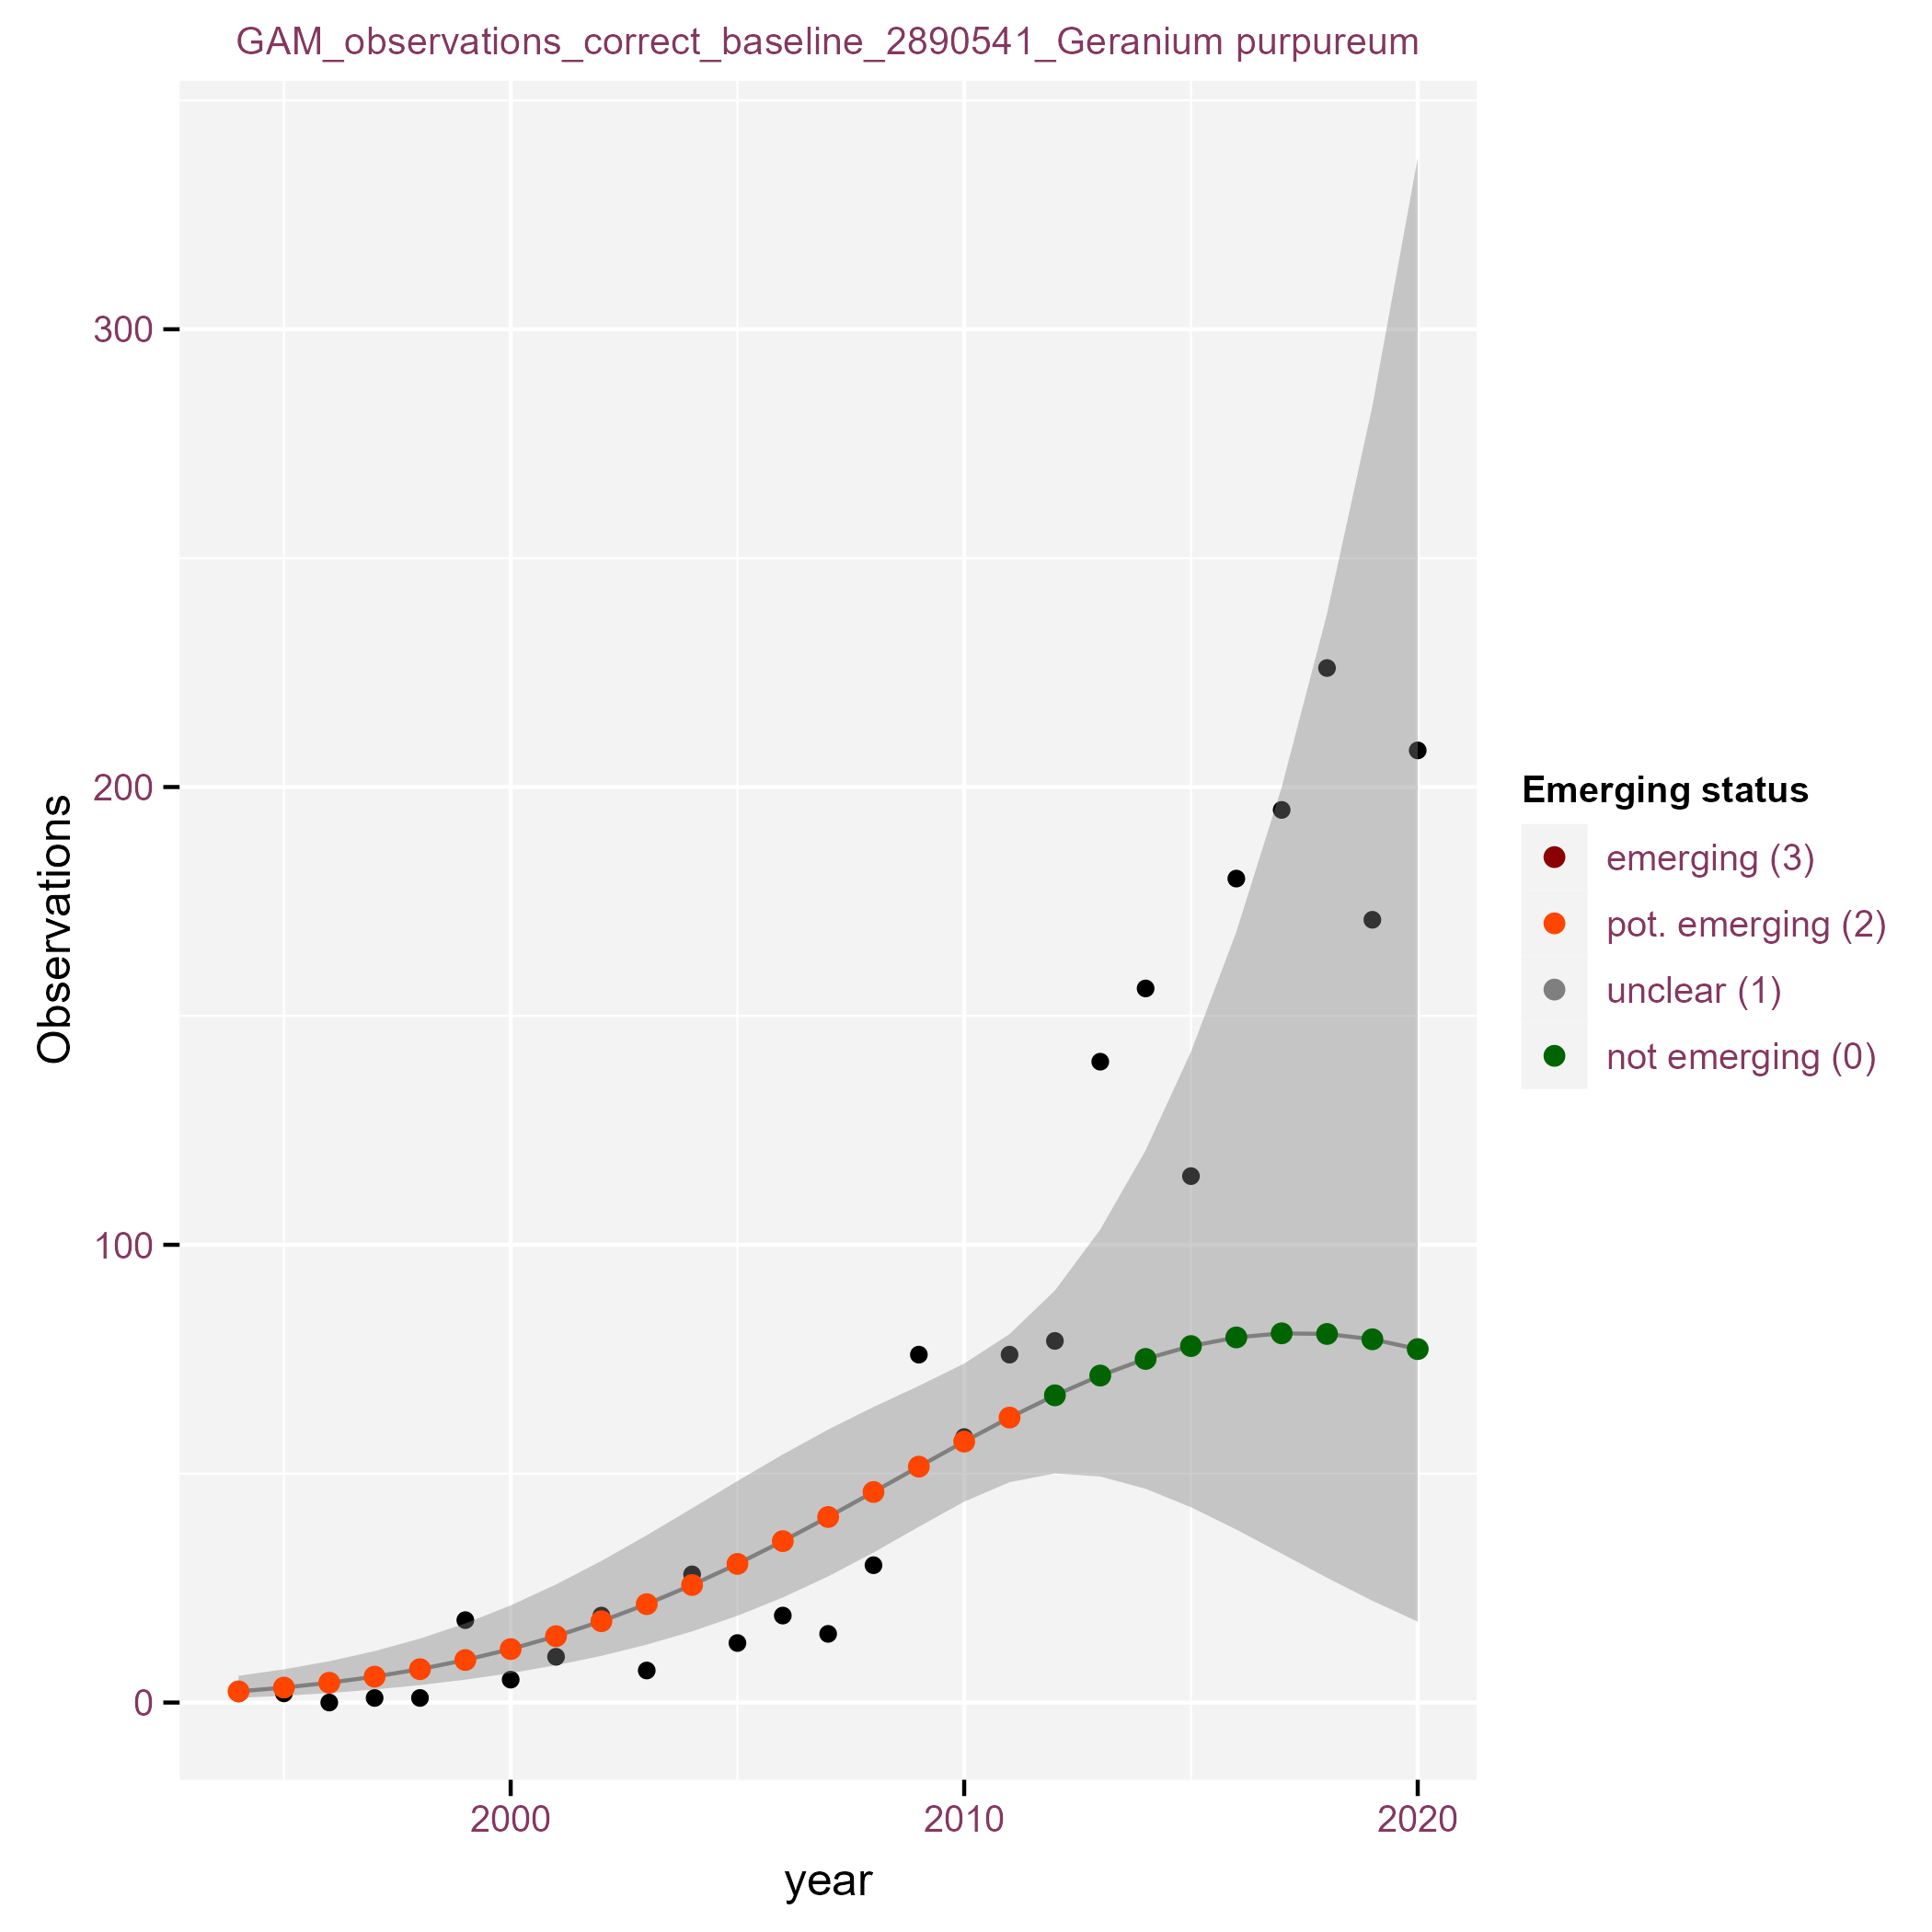 GAM_observations_correct_baseline_2890541_Geranium purpureum
Observations
300
200
100
0
2000
2010
2020
year
Emerging status
emerging (3)
pot. emerging (2)
unclear (1)
not emerging (0)